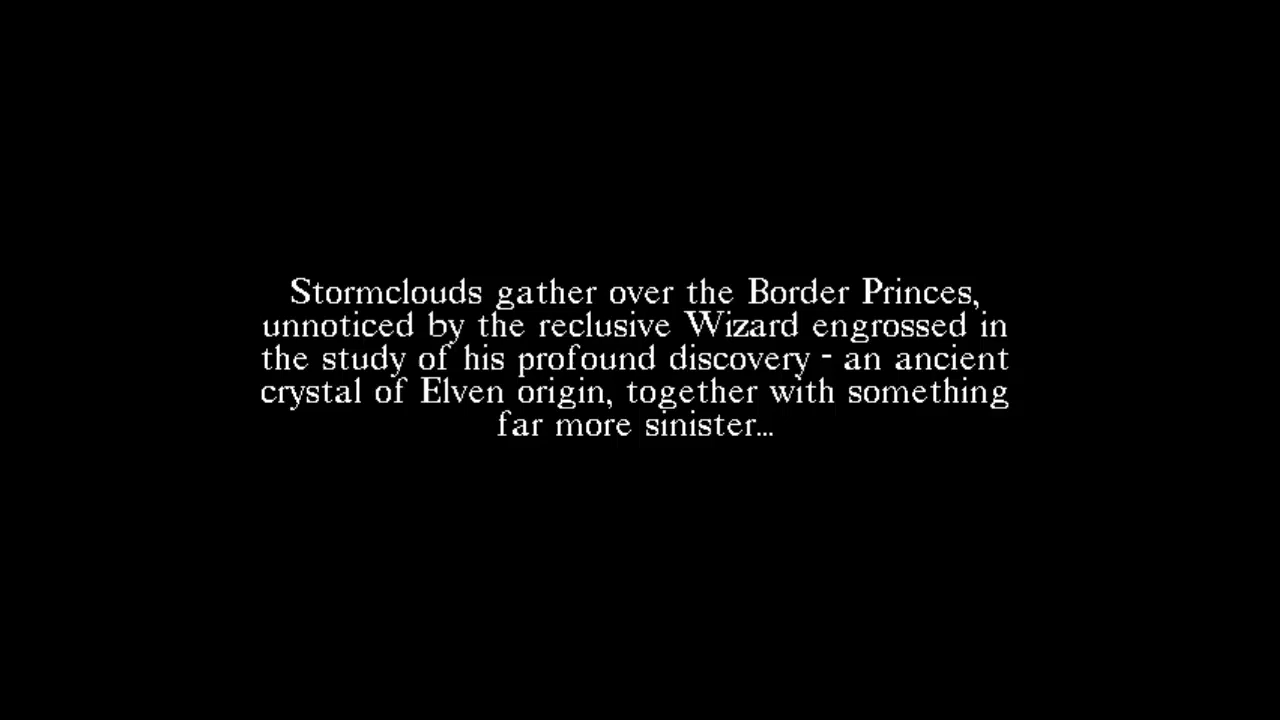 Stormclouds gather over the Border Princes,
unnoticed by the reclusive Wizard engrossed in
the study of his profound discovery - an ancient
crystal of Elven origin, together with something
far more sinister...